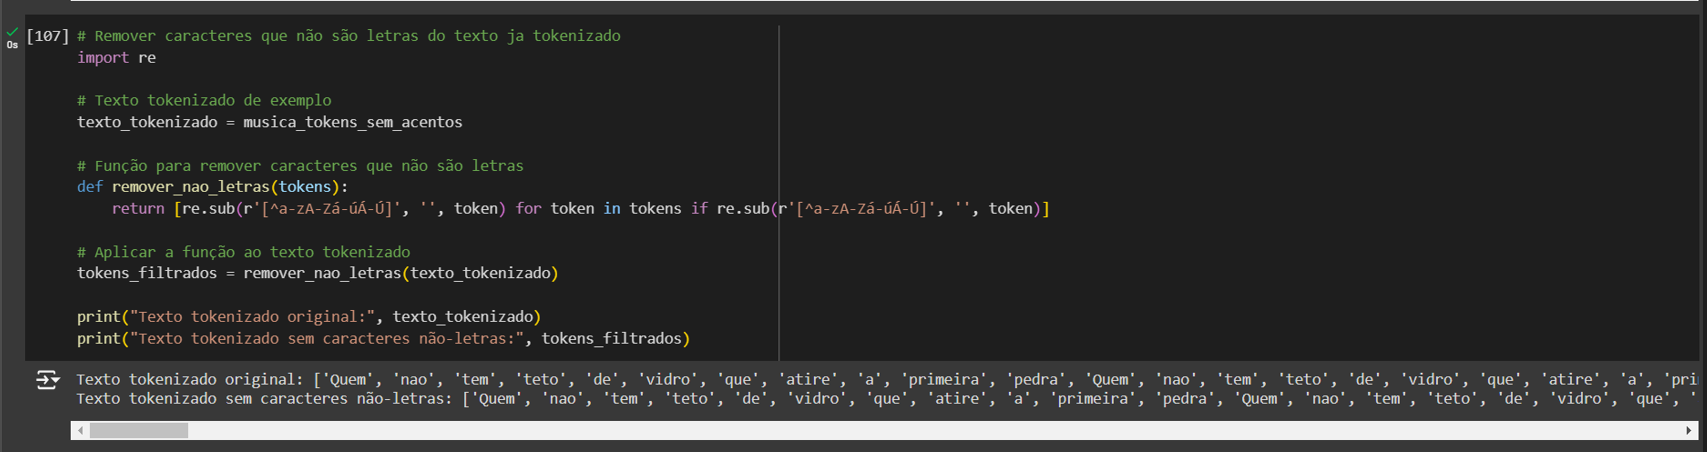 [107] # Remover caracteres que não são letras do texto ja tokenizado
0s
import re
# Texto tokenizado de exemplo
texto_tokenizado = musica_tokens_sem_acentos
# Função para remover caracteres que não são letras
def remover_nao_letras(tokens):
    return [re.sub(r'[^a-zA-Zá-úÁ-Ú]', '', token) for token in tokens if re.sub(r'[^a-zA-Zá-úÁ-Ú]', '', token)]
# Aplicar a função ao texto tokenizado
tokens_filtrados = remover_nao_letras(texto_tokenizado)
print("Texto tokenizado original:", texto_tokenizado)
print("Texto tokenizado sem caracteres não-letras:", tokens_filtrados)
Texto tokenizado original: ['Quem', 'nao', 'tem', 'teto', 'de', 'vidro', 'que', 'atire', 'a', 'primeira', 'pedra', 'Quem', 'nao', 'tem', 'teto', 'de', 'vidro', 'que', 'atire', 'a', 'pri
Texto tokenizado sem caracteres não-letras: ['Quem', 'nao', 'tem', 'teto', 'de', 'vidro', 'que', 'atire', 'a', 'primeira', 'pedra', 'Quem', 'nao', 'tem', 'teto', 'de', 'vidro', 'que', '